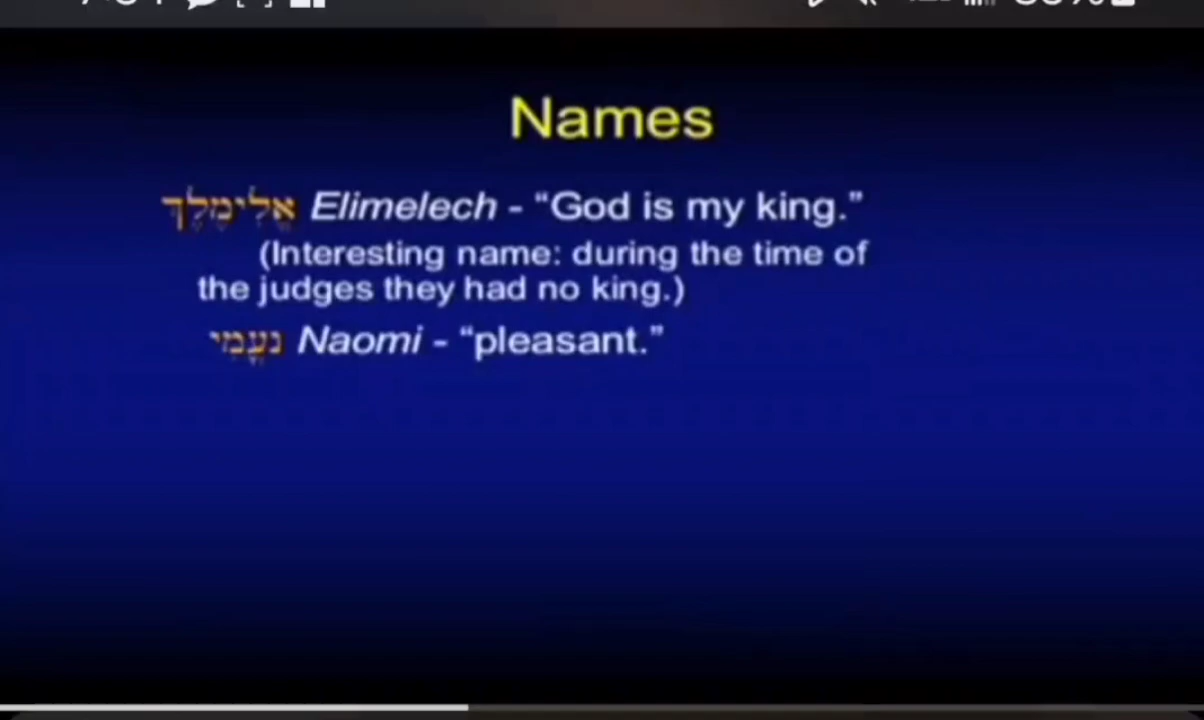 Names
אֱלִימֶלֶךְ Elimelech - “God is my king.”
(Interesting name: during the time of
the judges they had no king.)
נָעֳמִי Naomi - “pleasant.”